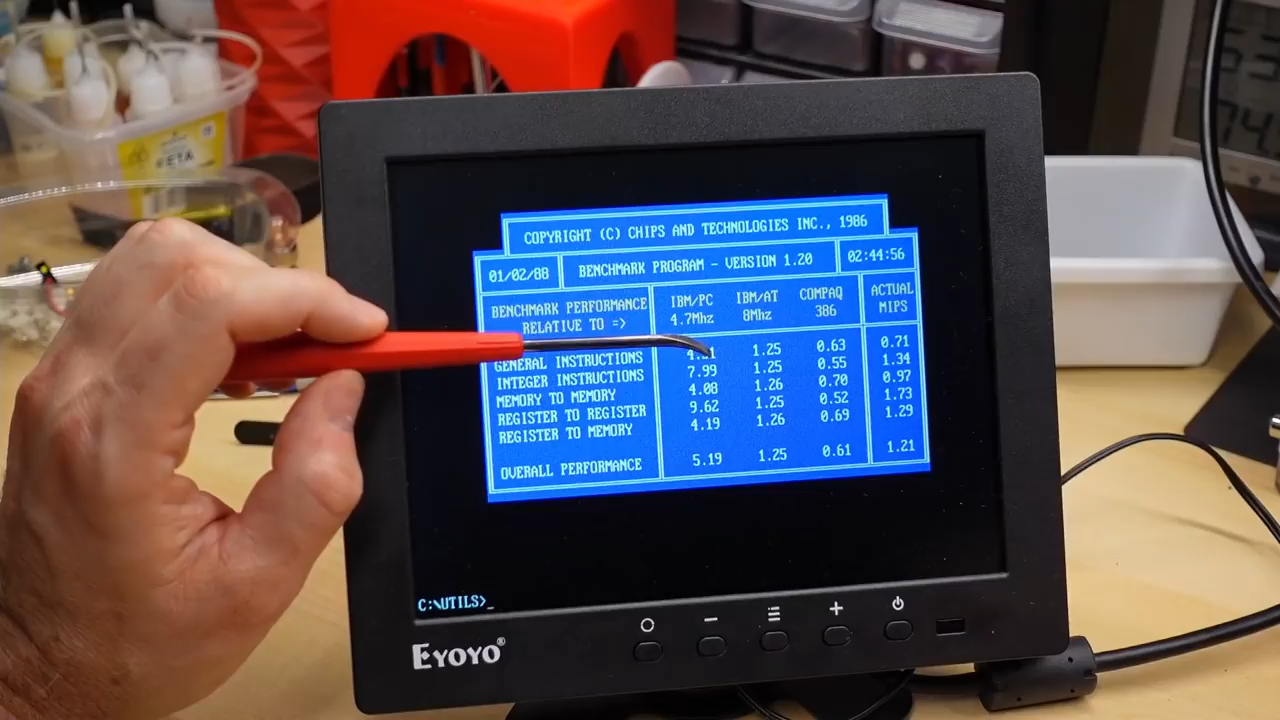 COPYRIGHT (C) CHIPS AND TECHNOLOGIES INC., 1986
01/02/88 BENCHMARK PROGRAM - VERSION 1.20 02:44:56
BENCHMARK PERFORMANCE IBM/PC IBM/AT COMPAQ ACTUAL
RELATIVE TO => 4.7Mhz 8Mhz 386 MIPS
GENERAL INSTRUCTIONS 1.25 0.63 0.71
INTEGER INSTRUCTIONS 7.99 1.25 0.55 1.34
MEMORY TO MEMORY 4.08 1.26 0.70 0.97
REGISTER TO REGISTER 9.62 1.25 0.52 1.73
REGISTER TO MEMORY 4.19 1.26 0.69 1.29
OVERALL PERFORMANCE 5.19 1.25 0.61 1.21
C:\UTILS>_
EYOYO®